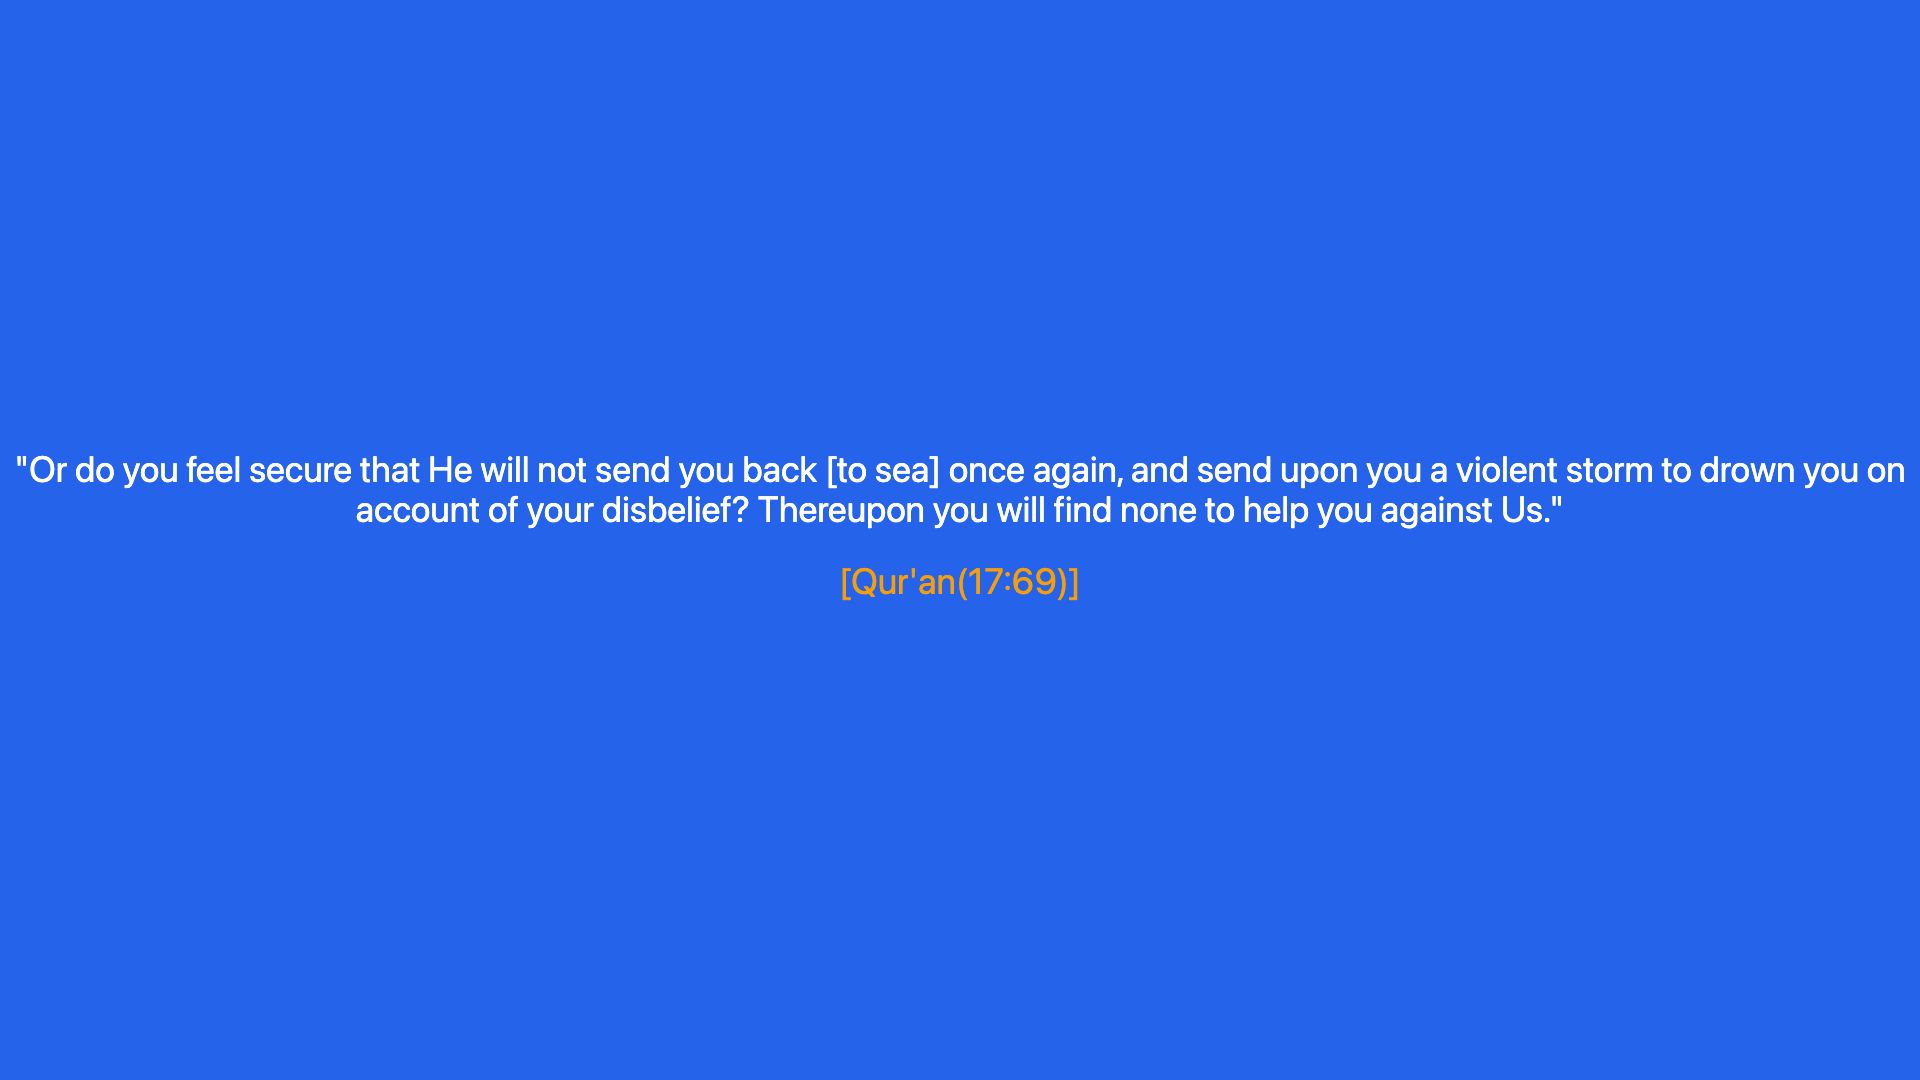 "Or do you feel secure that He will not send you back [to sea] once again, and send upon you a violent storm to drown you on
account of your disbelief? Thereupon you will find none to help you against Us."
[Qur'an(17:69)]